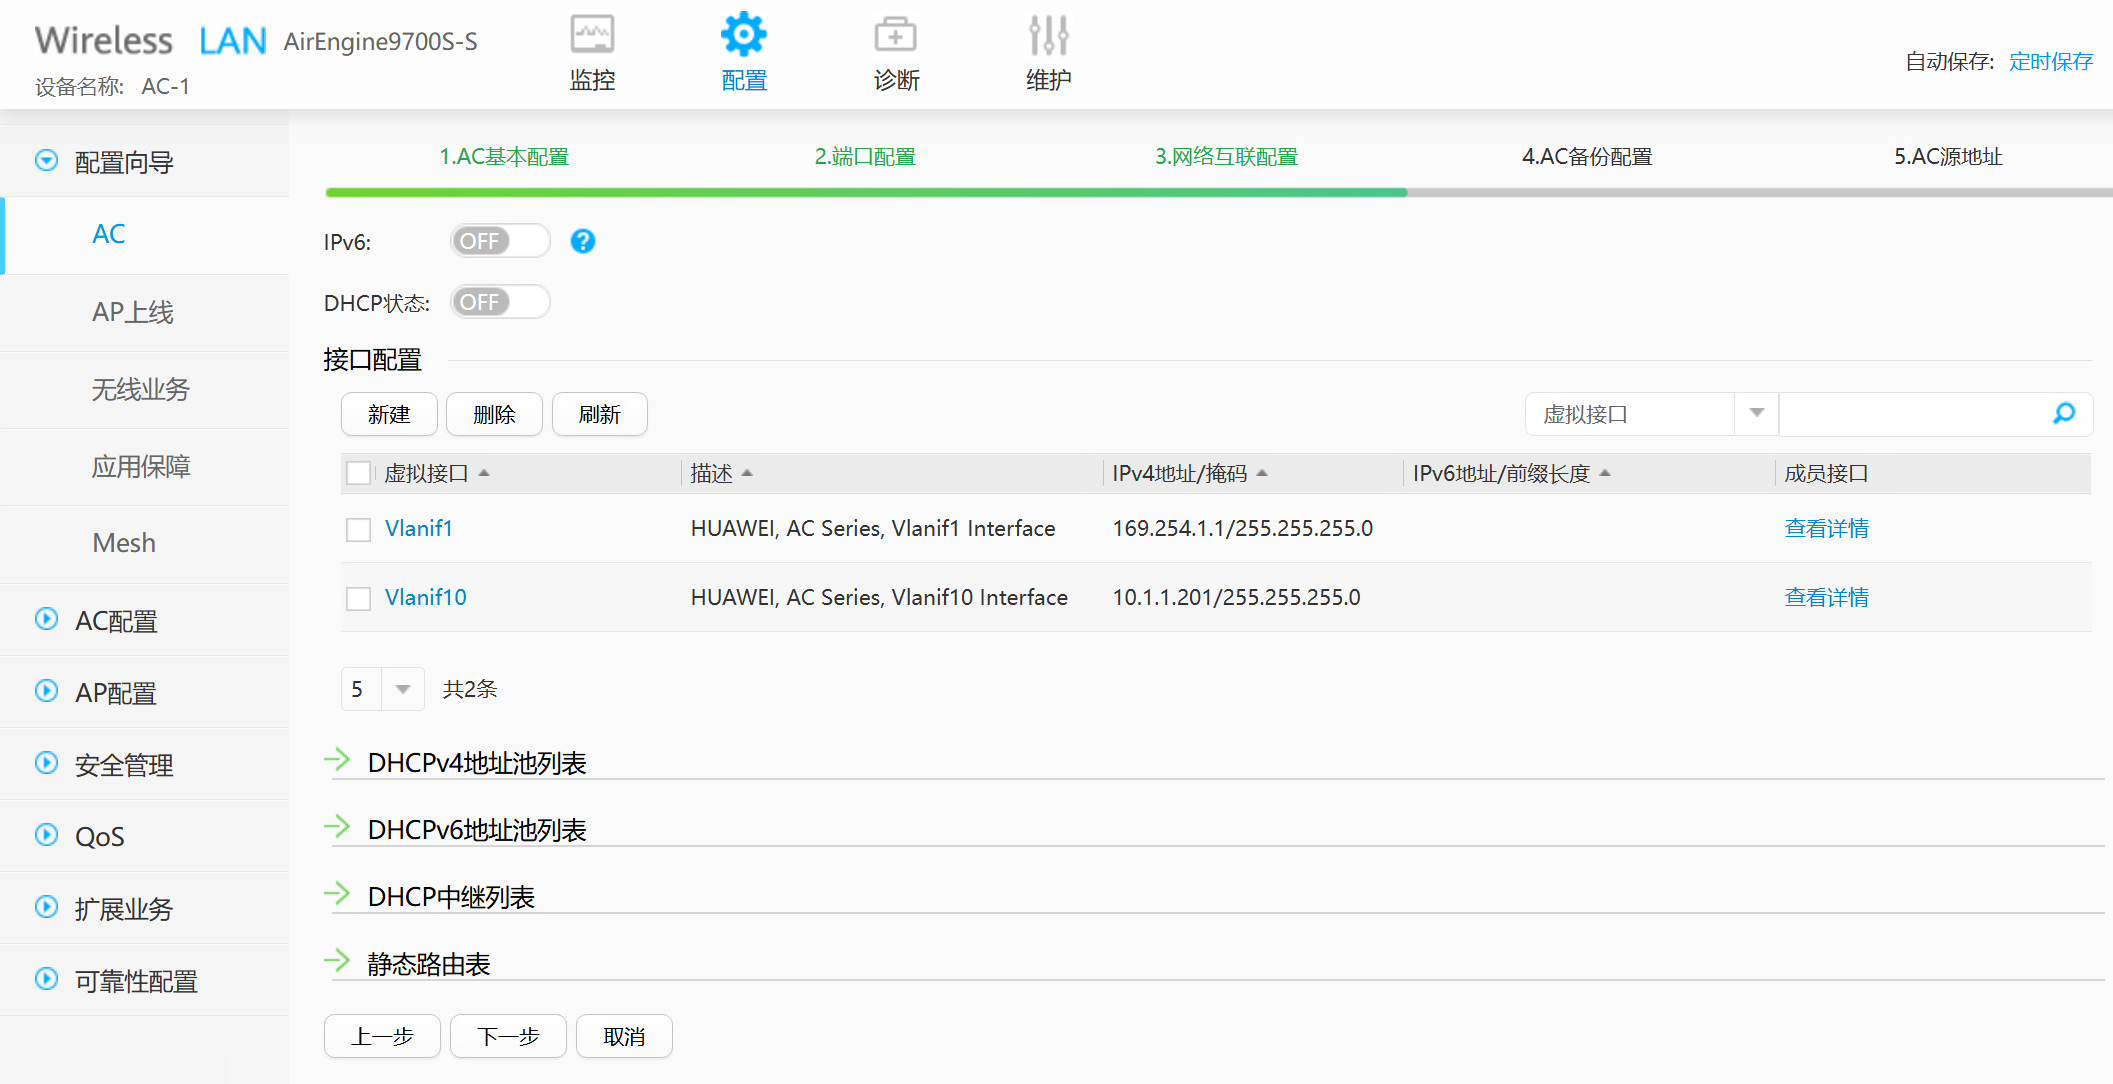 Wireless LAN AirEngine9700S-S
设备名称: AC-1
监控
配置
诊断
维护
自动保存: 定时保存
配置向导
AC
AP上线
无线业务
应用保障
Mesh
AC配置
AP配置
安全管理
QoS
扩展业务
可靠性配置
1.AC基本配置 2.端口配置 3.网络互联配置 4.AC备份配置 5.AC源地址
IPv6: OFF ?
DHCP状态: OFF
接口配置
新建 删除 刷新 虚拟接口
虚拟接口 描述 IPv4地址/掩码 IPv6地址/前缀长度 成员接口
Vlanif1 HUAWEI, AC Series, Vlanif1 Interface 169.254.1.1/255.255.255.0 查看详情
Vlanif10 HUAWEI, AC Series, Vlanif10 Interface 10.1.1.201/255.255.255.0 查看详情
5 共2条
DHCPv4地址池列表
DHCPv6地址池列表
DHCP中继列表
静态路由表
上一步 下一步 取消